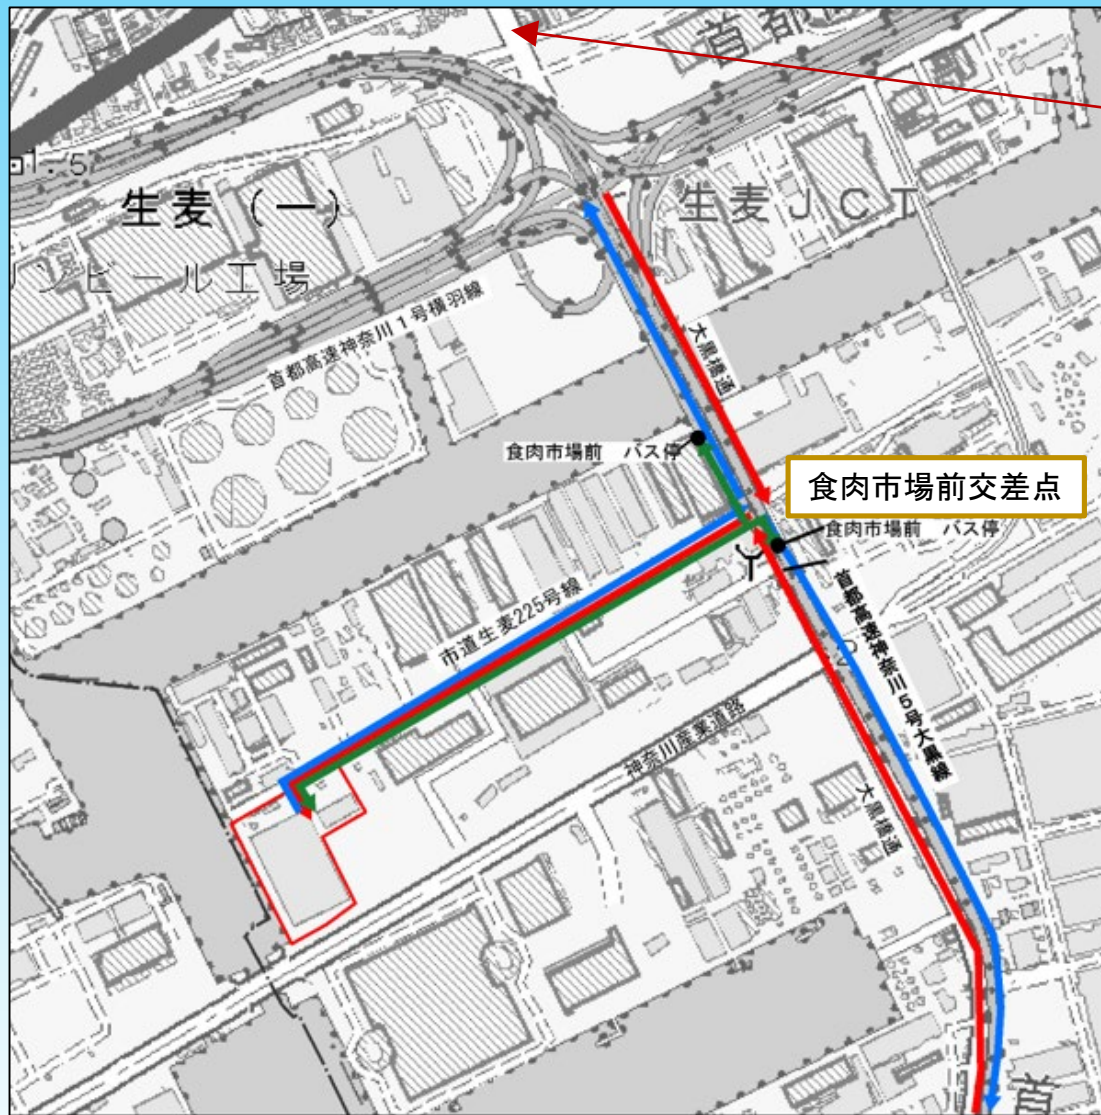 首都
1.5
生麦(一)
生麦JCT
リンビール工場
首都高速神奈川1号横羽線
大黒橋通
食肉市場前 バス停
食肉市場前交差点
食肉市場前 バス停
市道生麦225号線
首都高速神奈川5号大黒線
神奈川産業道路
大黒橋通
首